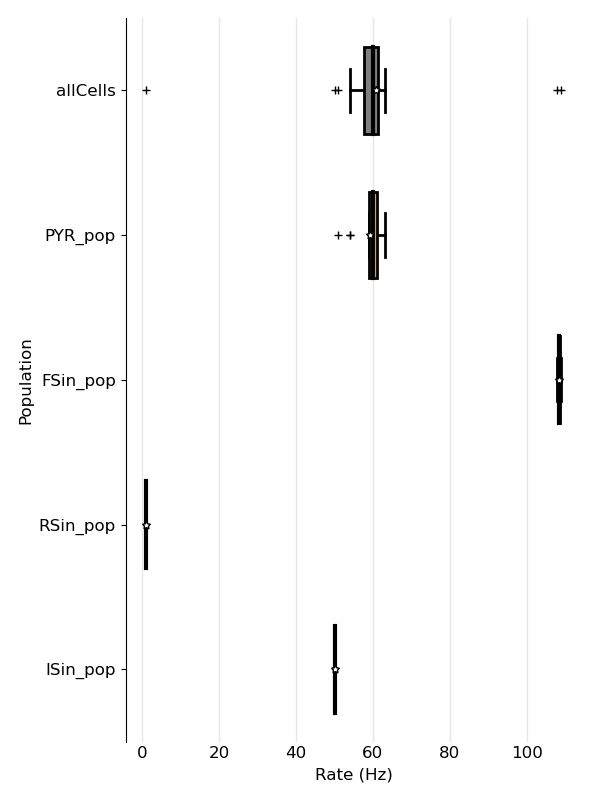 allCells
PYR_pop
FSin_pop
RSin_pop
ISin_pop
Population
0 20 40 60 80 100
Rate (Hz)